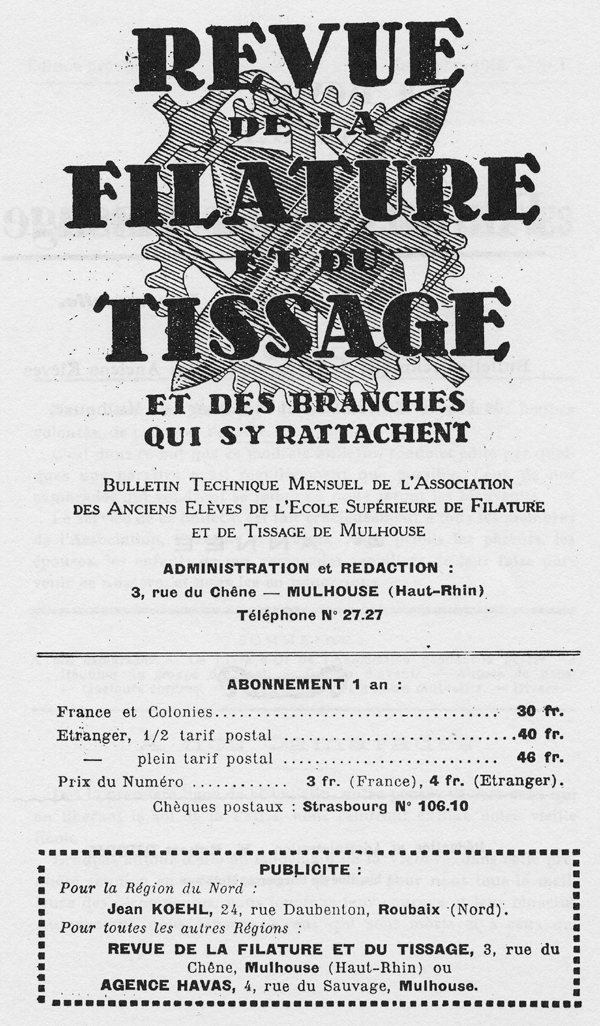 REVUE
DE LA
FILATURE
ET DU
TISSAGE
ET DES BRANCHES
QUI S'Y RATTACHENT
BULLETIN TECHNIQUE MENSUEL DE L'ASSOCIATION
DES ANCIENS ELÈVES DE L'ECOLE SUPÉRIEURE DE FILATURE
ET DE TISSAGE DE MULHOUSE
ADMINISTRATION et REDACTION :
3, rue du Chêne — MULHOUSE (Haut-Rhin)
Téléphone N° 27.27
ABONNEMENT 1 an :
France et Colonies................................ 30 fr.
Etranger, 1/2 tarif postal ..........................40 fr.
— plein tarif postal ......................... 46 fr.
Prix du Numéro ............ 3 fr. (France), 4 fr. (Etranger).
Chèques postaux : Strasbourg N° 106.10
PUBLICITE :
Pour la Région du Nord :
Jean KOEHL, 24, rue Daubenton, Roubaix (Nord).
Pour toutes les autres Régions :
REVUE DE LA FILATURE ET DU TISSAGE, 3, rue du
Chêne, Mulhouse (Haut-Rhin) ou
AGENCE HAVAS, 4, rue du Sauvage, Mulhouse.